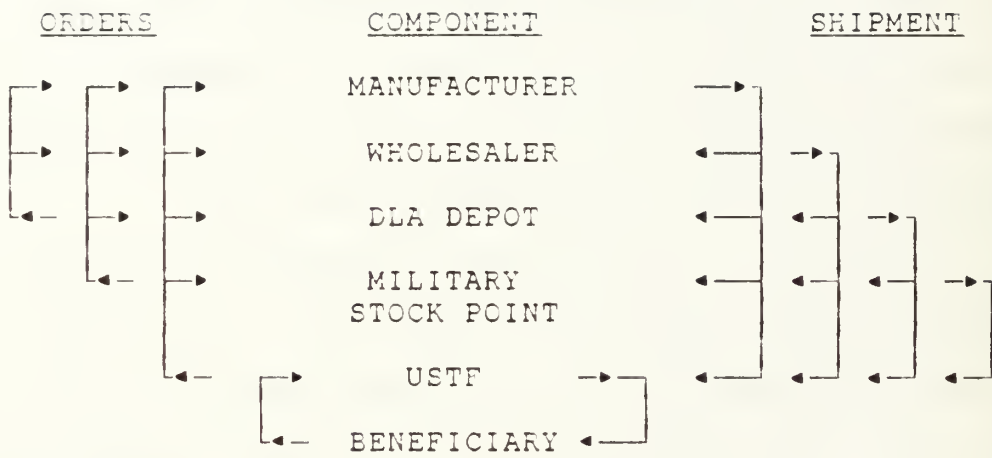 ORDERS COMPONENT SHIPMENT
MANUFACTURER
WHOLESALER
DLA DEPOT
MILITARY
STOCK POINT
USTF
BENEFICIARY